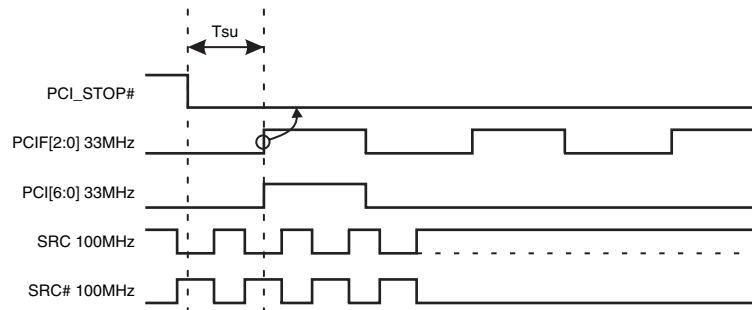 Tsu
PCI_STOP#
PCIF[2:0] 33MHz
PCI[6:0] 33MHz
SRC 100MHz
SRC# 100MHz